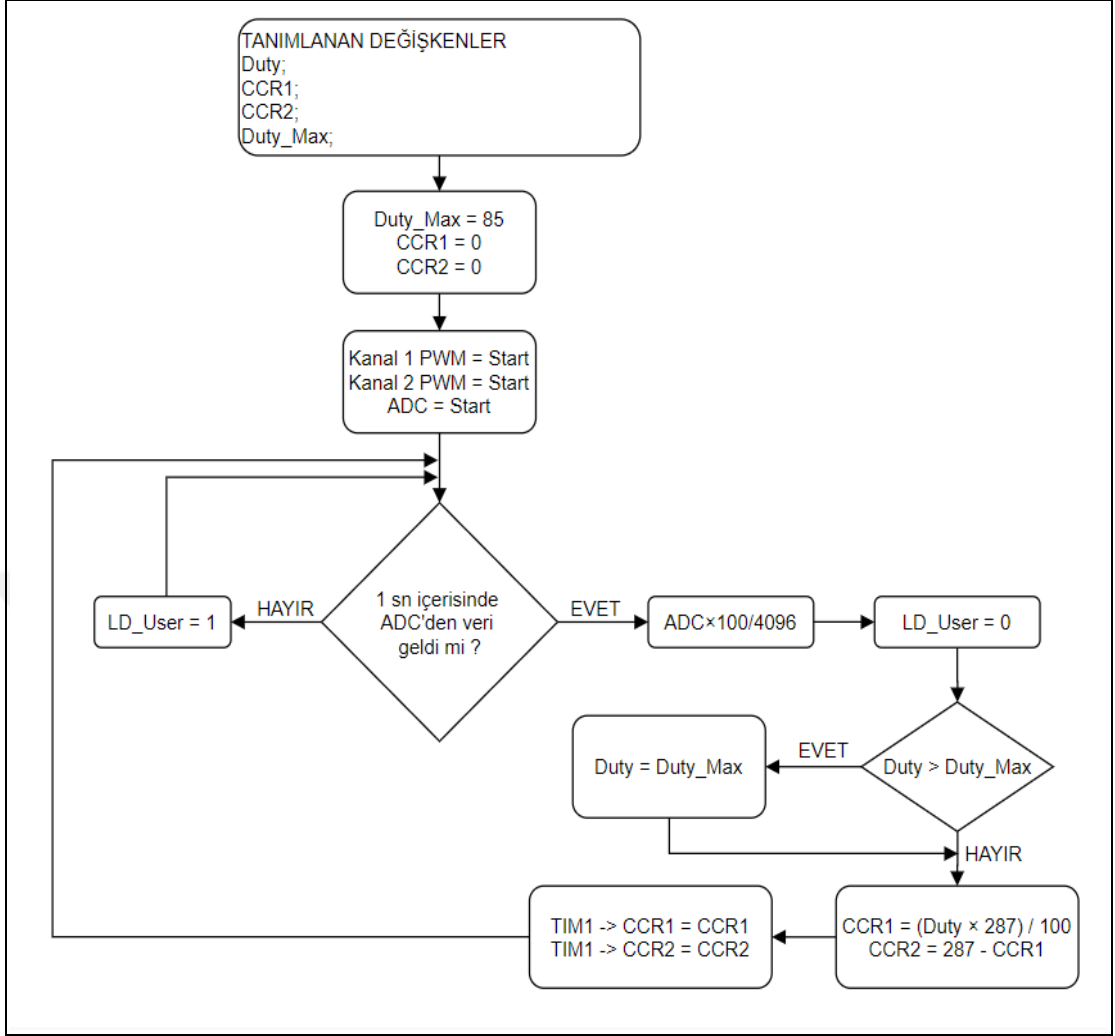 TANIMLANAN DEĞİŞKENLER
Duty;
CCR1;
CCR2;
Duty_Max;
Duty_Max = 85
CCR1 = 0
CCR2 = 0
Kanal 1 PWM = Start
Kanal 2 PWM = Start
ADC = Start
1 sn içerisinde
ADC'den veri
geldi mi ?
HAYIR
LD_User = 1
EVET
ADC×100/4096
LD_User = 0
Duty > Duty_Max
EVET
Duty = Duty_Max
HAYIR
CCR1 = (Duty × 287) / 100
CCR2 = 287 - CCR1
TIM1 -> CCR1 = CCR1
TIM1 -> CCR2 = CCR2